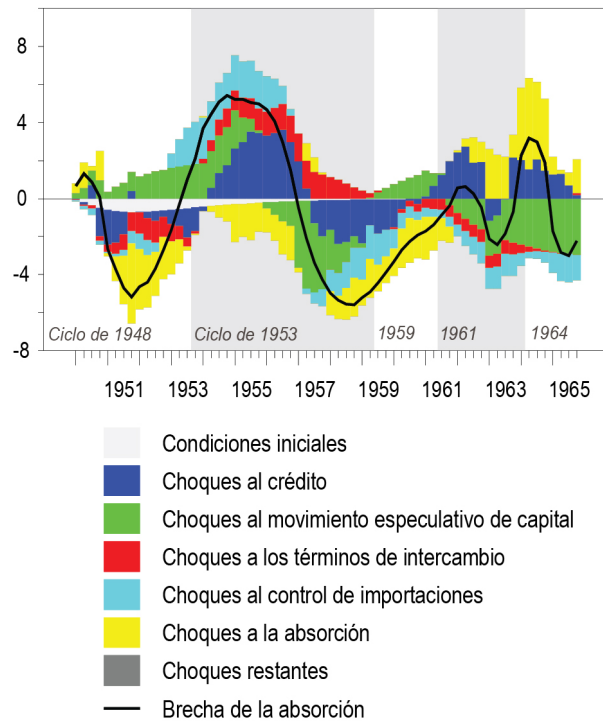 8
4
0
-4
-8
Ciclo de 1948 Ciclo de 1953 1959 1961 1964
1951 1953 1955 1957 1959 1961 1963 1965
Condiciones iniciales
Choques al crédito
Choques al movimiento especulativo de capital
Choques a los términos de intercambio
Choques al control de importaciones
Choques a la absorción
Choques restantes
Brecha de la absorción